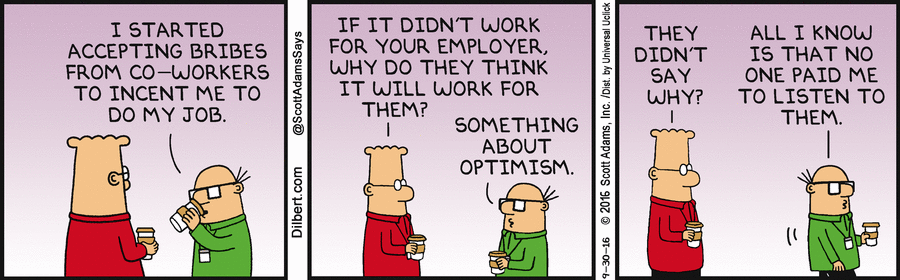 I STARTED
ACCEPTING BRIBES
FROM CO-WORKERS
TO INCENT ME TO
DO MY JOB.
Dilbert.com @ScottAdamsSays
IF IT DIDN'T WORK
FOR YOUR EMPLOYER,
WHY DO THEY THINK
IT WILL WORK FOR
THEM?
SOMETHING
ABOUT
OPTIMISM.
9-30-16 © 2016 Scott Adams, Inc. /Dist. by Universal Uclick
THEY
DIDN'T
SAY
WHY?
ALL I KNOW
IS THAT NO
ONE PAID ME
TO LISTEN TO
THEM.